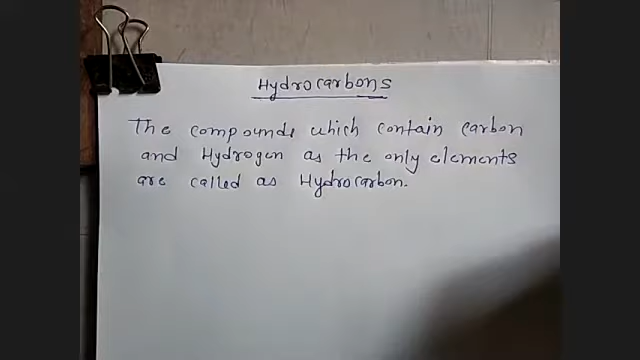 Hydrocarbons
The compounds which contain carbon
and Hydrogen as the only elements
are called as Hydrocarbon.